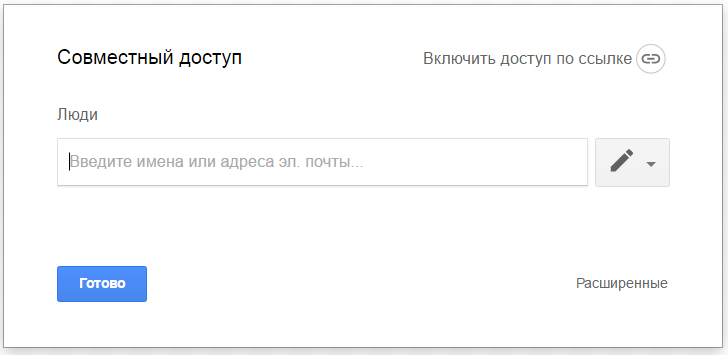 Совместный доступ
Включить доступ по ссылке
Люди
Введите имена или адреса эл. почты...
Готово
Расширенные